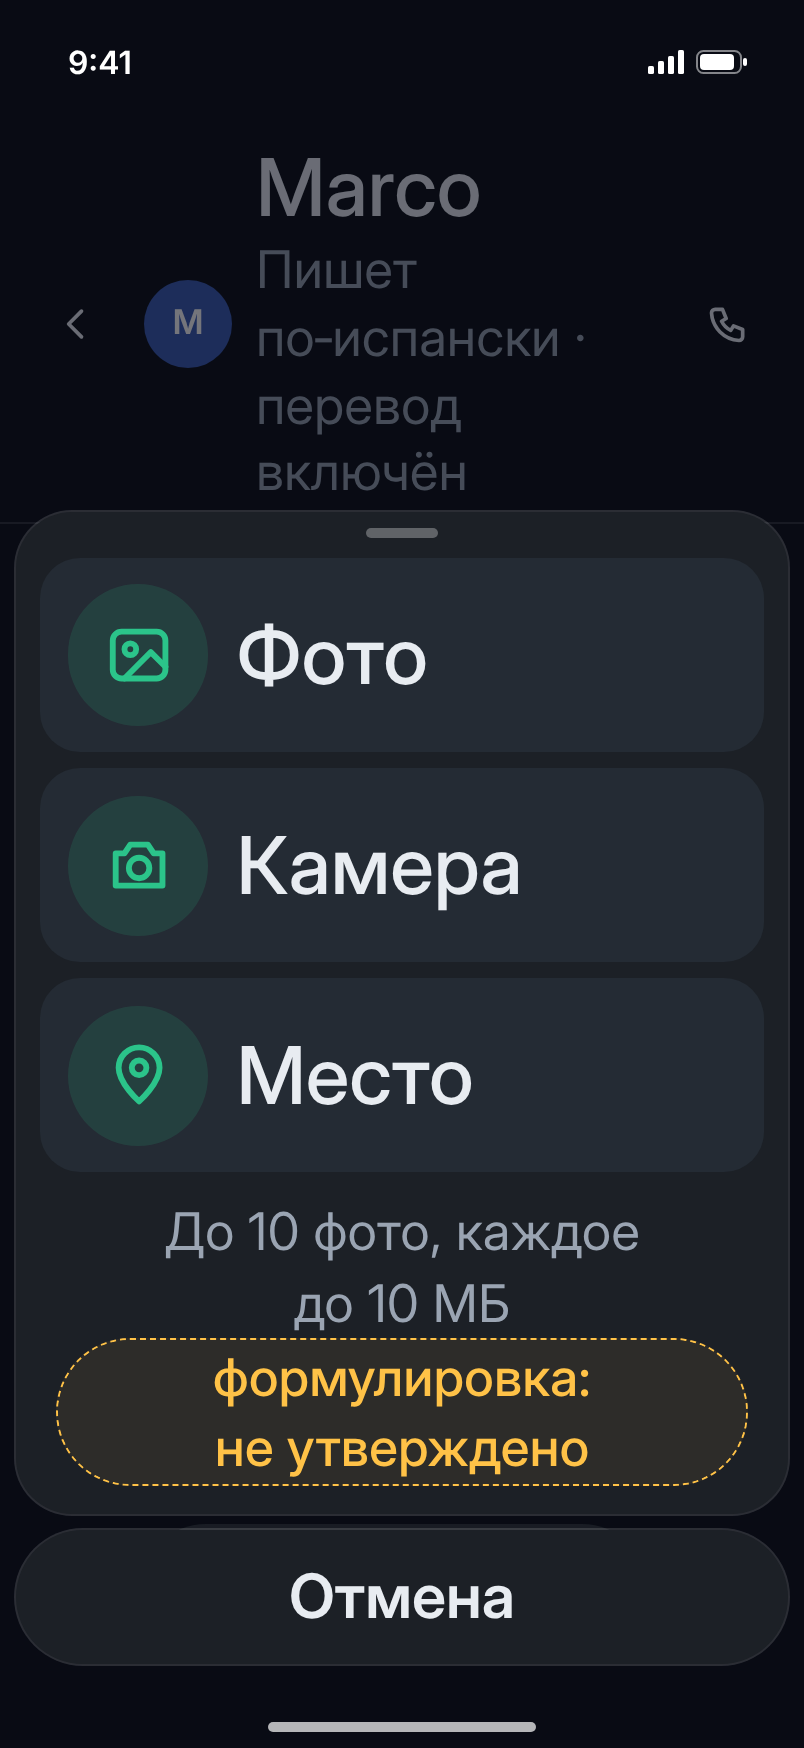 9:41
Marco
Пишет
по-испански ·
перевод
включён
M
Фото
Камера
Место
До 10 фото, каждое
до 10 МБ
формулировка:
не утверждено
Отмена